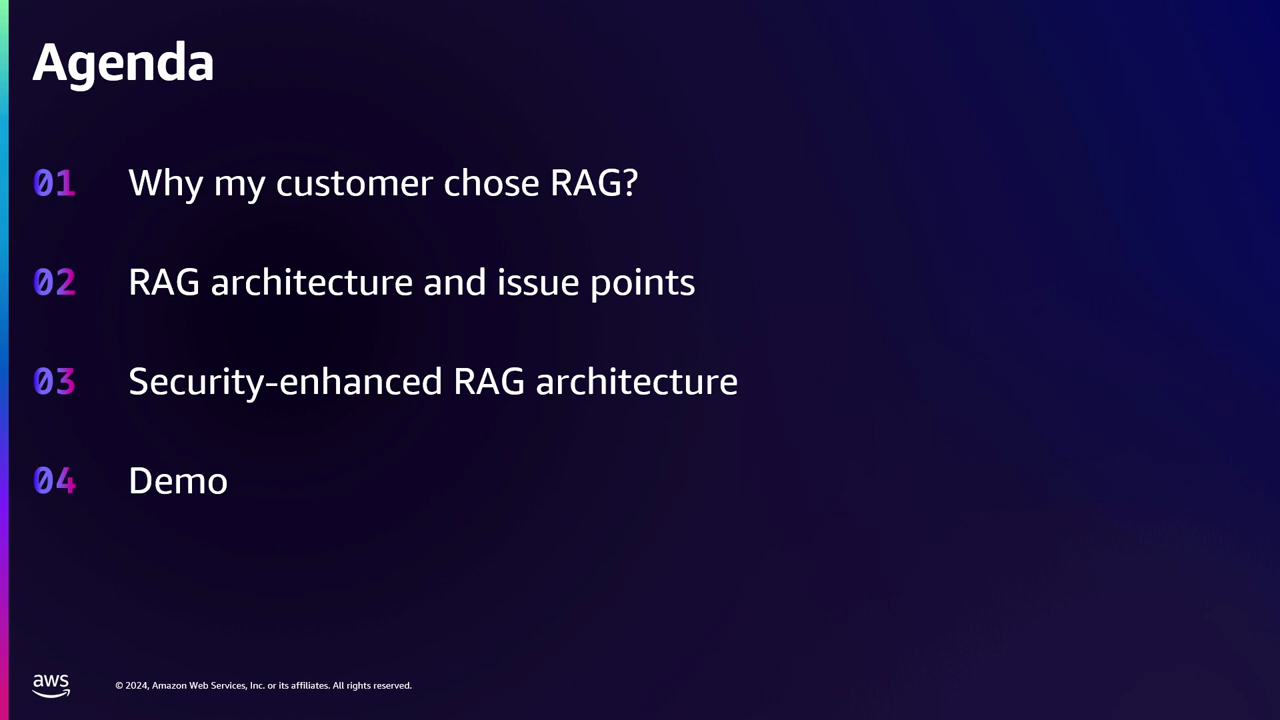 Agenda
01 Why my customer chose RAG?
02 RAG architecture and issue points
03 Security-enhanced RAG architecture
04 Demo
aws © 2024, Amazon Web Services, Inc. or its affiliates. All rights reserved.